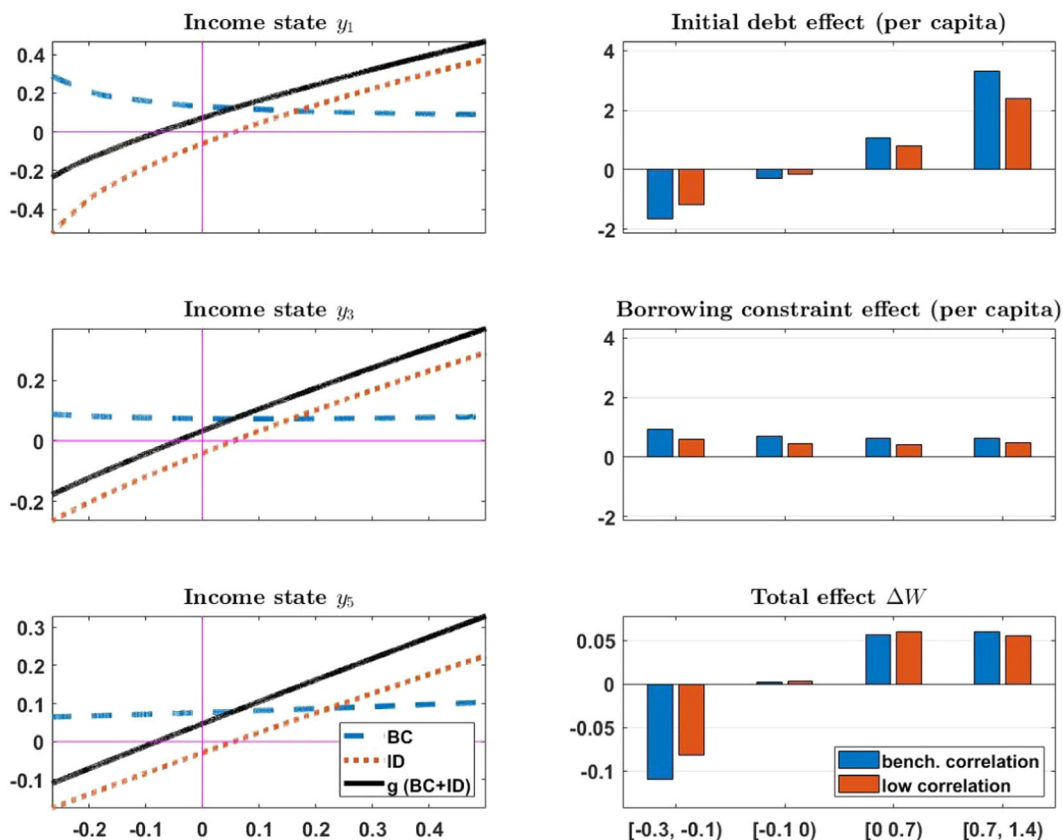 Income state y₁
0.4
0.2
0
-0.2
-0.4
Initial debt effect (per capita)
4
2
0
-2
Income state y₃
0.2
0
-0.2
Borrowing constraint effect (per capita)
4
2
0
-2
Income state y₅
0.3
0.2
0.1
0
-0.1
-0.2 -0.1 0 0.1 0.2 0.3 0.4
BC
ID
g (BC+ID)
Total effect ΔW
0.05
0
-0.05
-0.1
[-0.3, -0.1) [-0.1 0) [0 0.7) [0.7, 1.4)
bench. correlation
low correlation